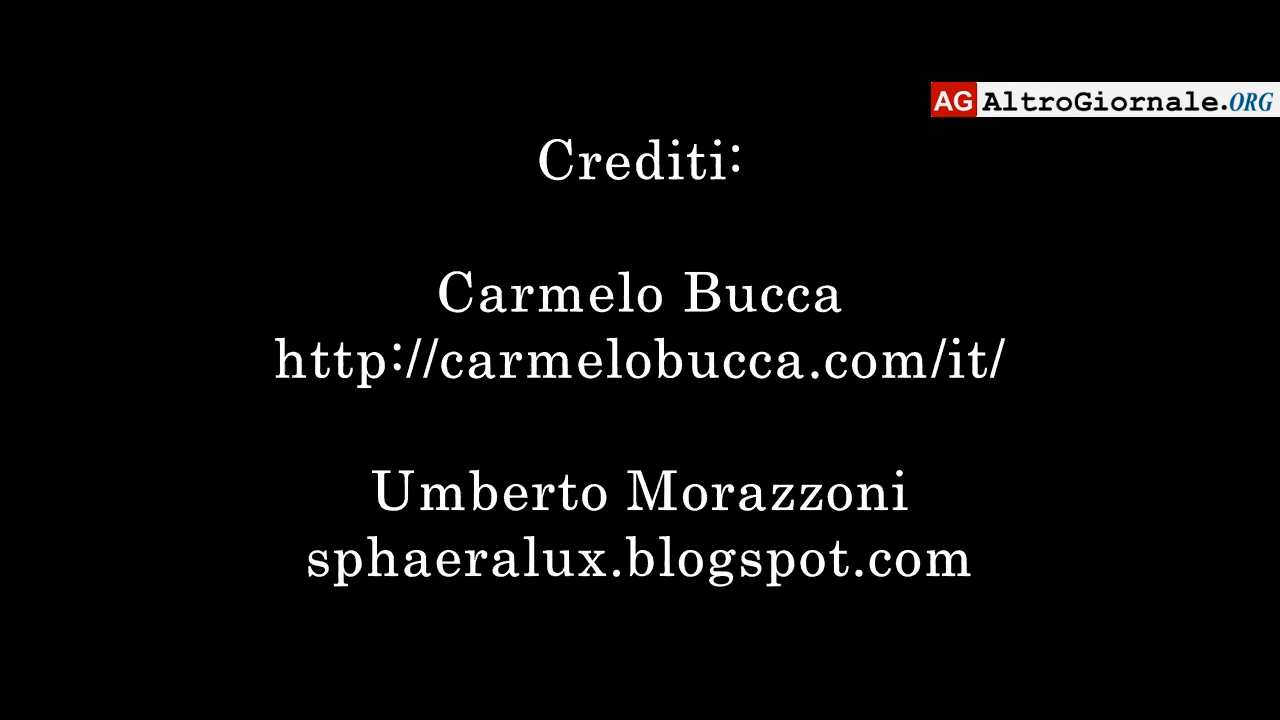 AG AltroGiornale.ORG
Crediti:
Carmelo Bucca
http://carmelobucca.com/it/
Umberto Morazzoni
sphaeralux.blogspot.com